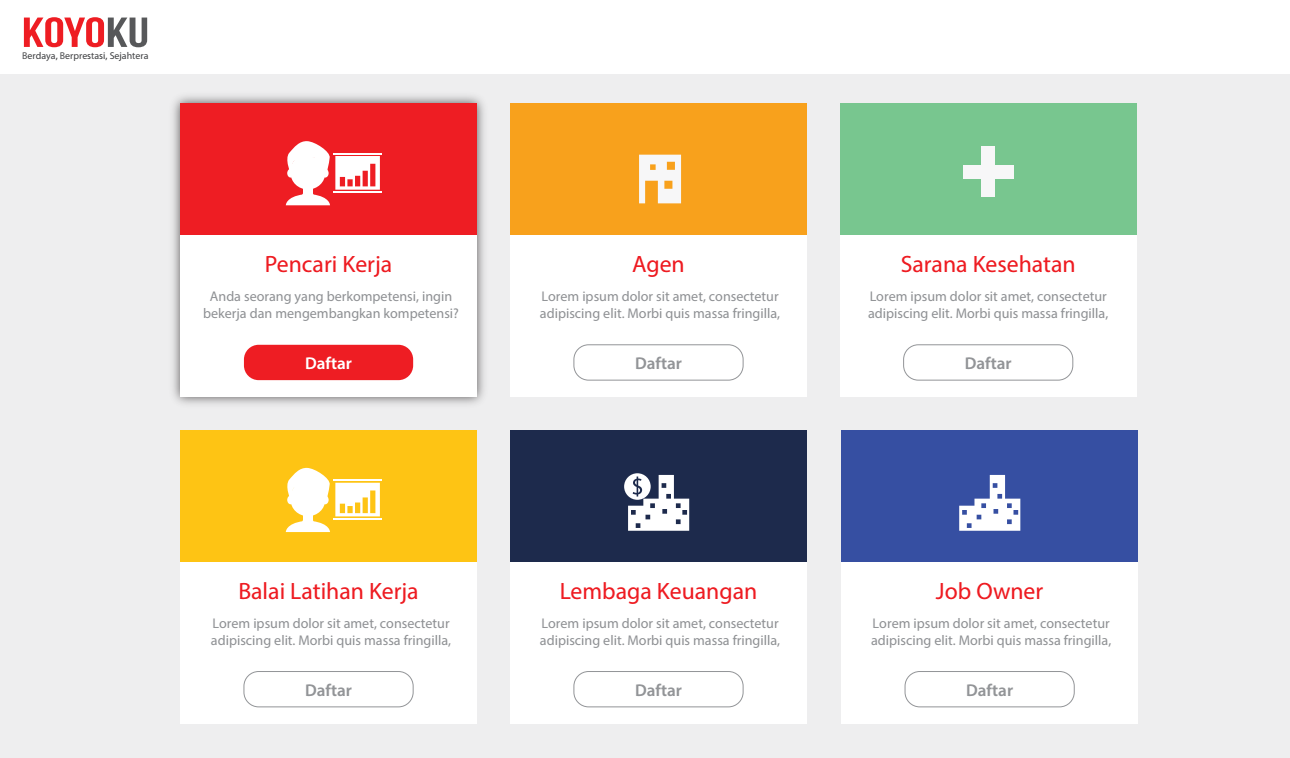 KOYOKU
Berdaya, Berprestasi, Sejahtera
Pencari Kerja
Anda seorang yang berkompetensi, ingin
bekerja dan mengembangkan kompetensi?
Daftar
Agen
Lorem ipsum dolor sit amet, consectetur
adipiscing elit. Morbi quis massa fringilla,
Daftar
Sarana Kesehatan
Lorem ipsum dolor sit amet, consectetur
adipiscing elit. Morbi quis massa fringilla,
Daftar
Balai Latihan Kerja
Lorem ipsum dolor sit amet, consectetur
adipiscing elit. Morbi quis massa fringilla,
Daftar
$
Lembaga Keuangan
Lorem ipsum dolor sit amet, consectetur
adipiscing elit. Morbi quis massa fringilla,
Daftar
Job Owner
Lorem ipsum dolor sit amet, consectetur
adipiscing elit. Morbi quis massa fringilla,
Daftar